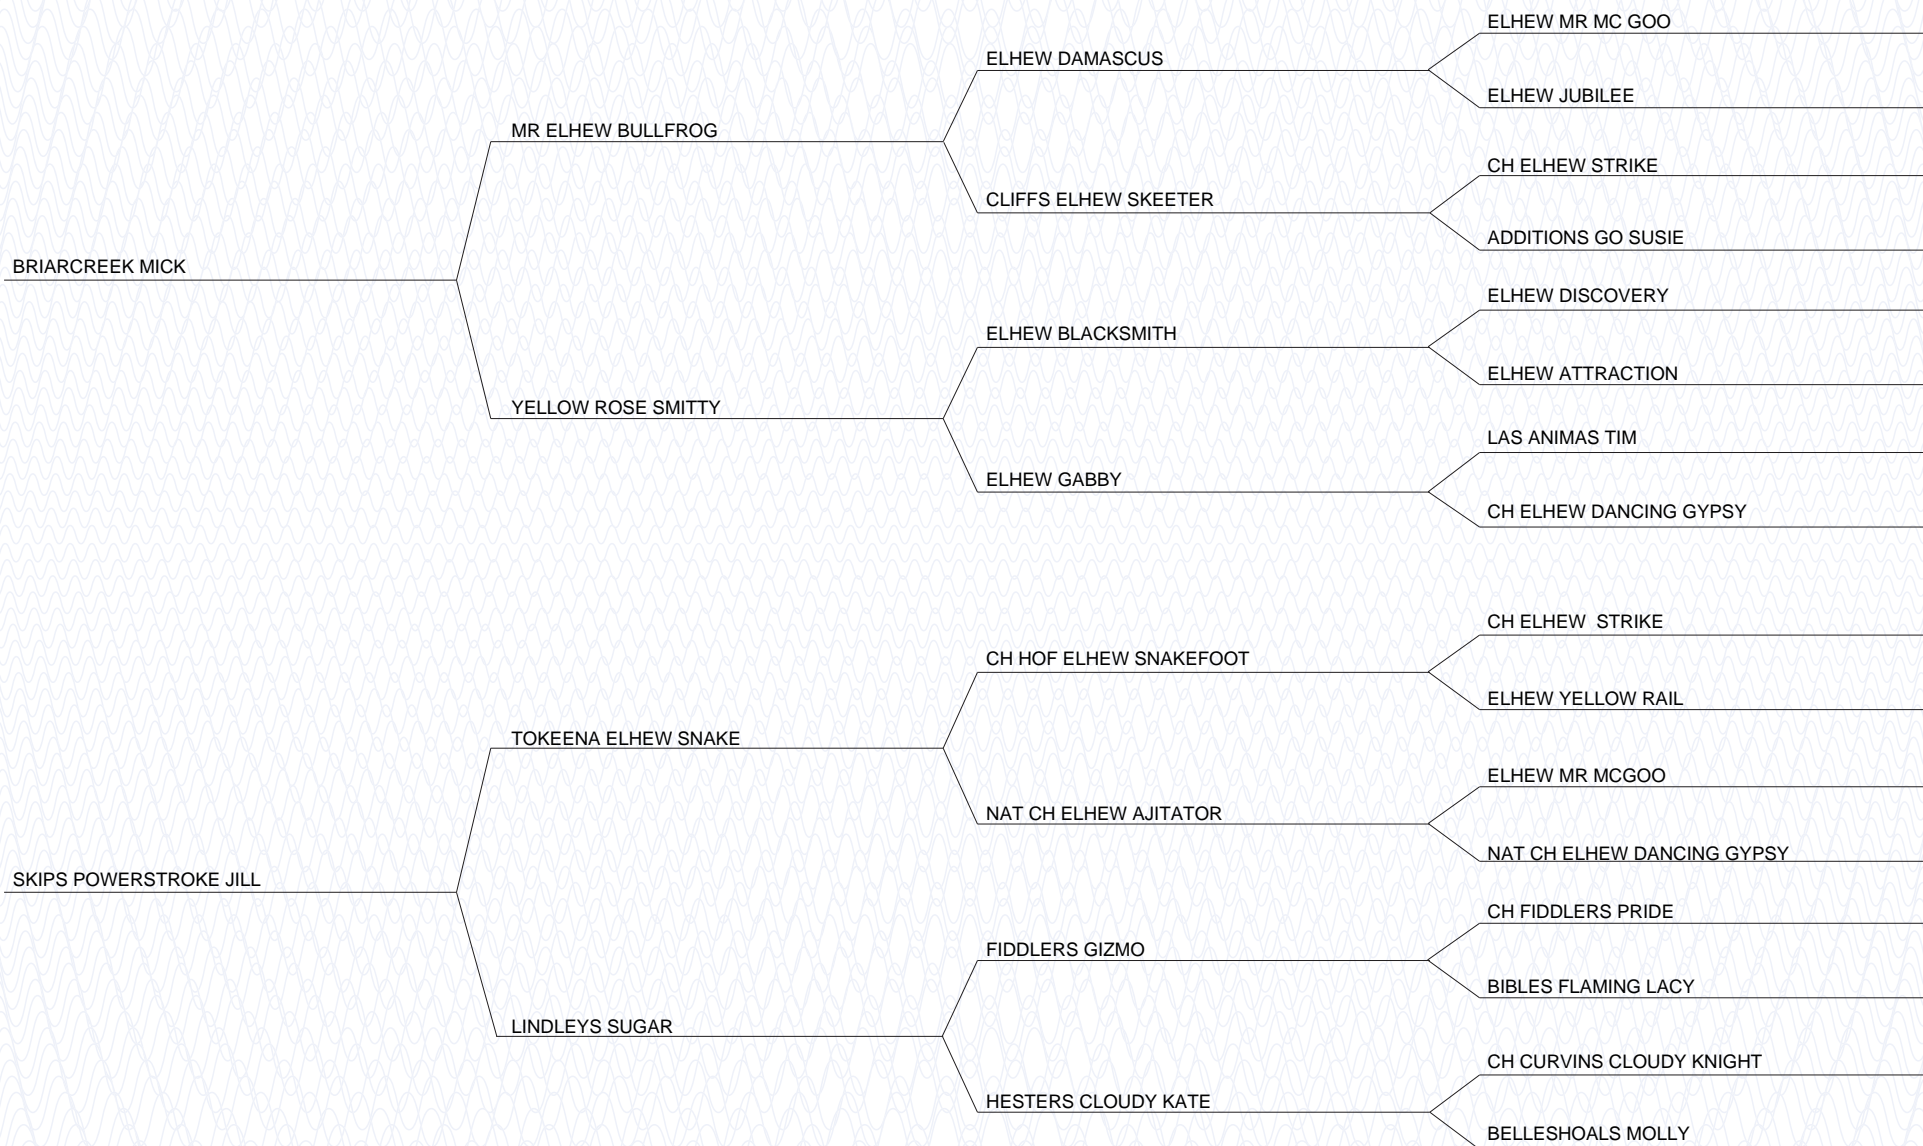 ELHEW MR MC GOO
ELHEW DAMASCUS
ELHEW JUBILEE
MR ELHEW BULLFROG
CH ELHEW STRIKE
CLIFFS ELHEW SKEETER
ADDITIONS GO SUSIE
BRIARCREEK MICK
ELHEW DISCOVERY
ELHEW BLACKSMITH
ELHEW ATTRACTION
YELLOW ROSE SMITTY
LAS ANIMAS TIM
ELHEW GABBY
CH ELHEW DANCING GYPSY
CH ELHEW  STRIKE
CH HOF ELHEW SNAKEFOOT
ELHEW YELLOW RAIL
TOKEENA ELHEW SNAKE
ELHEW MR MCGOO
NAT CH ELHEW AJITATOR
NAT CH ELHEW DANCING GYPSY
SKIPS POWERSTROKE JILL
CH FIDDLERS PRIDE
FIDDLERS GIZMO
BIBLES FLAMING LACY
LINDLEYS SUGAR
CH CURVINS CLOUDY KNIGHT
HESTERS CLOUDY KATE
BELLESHOALS MOLLY